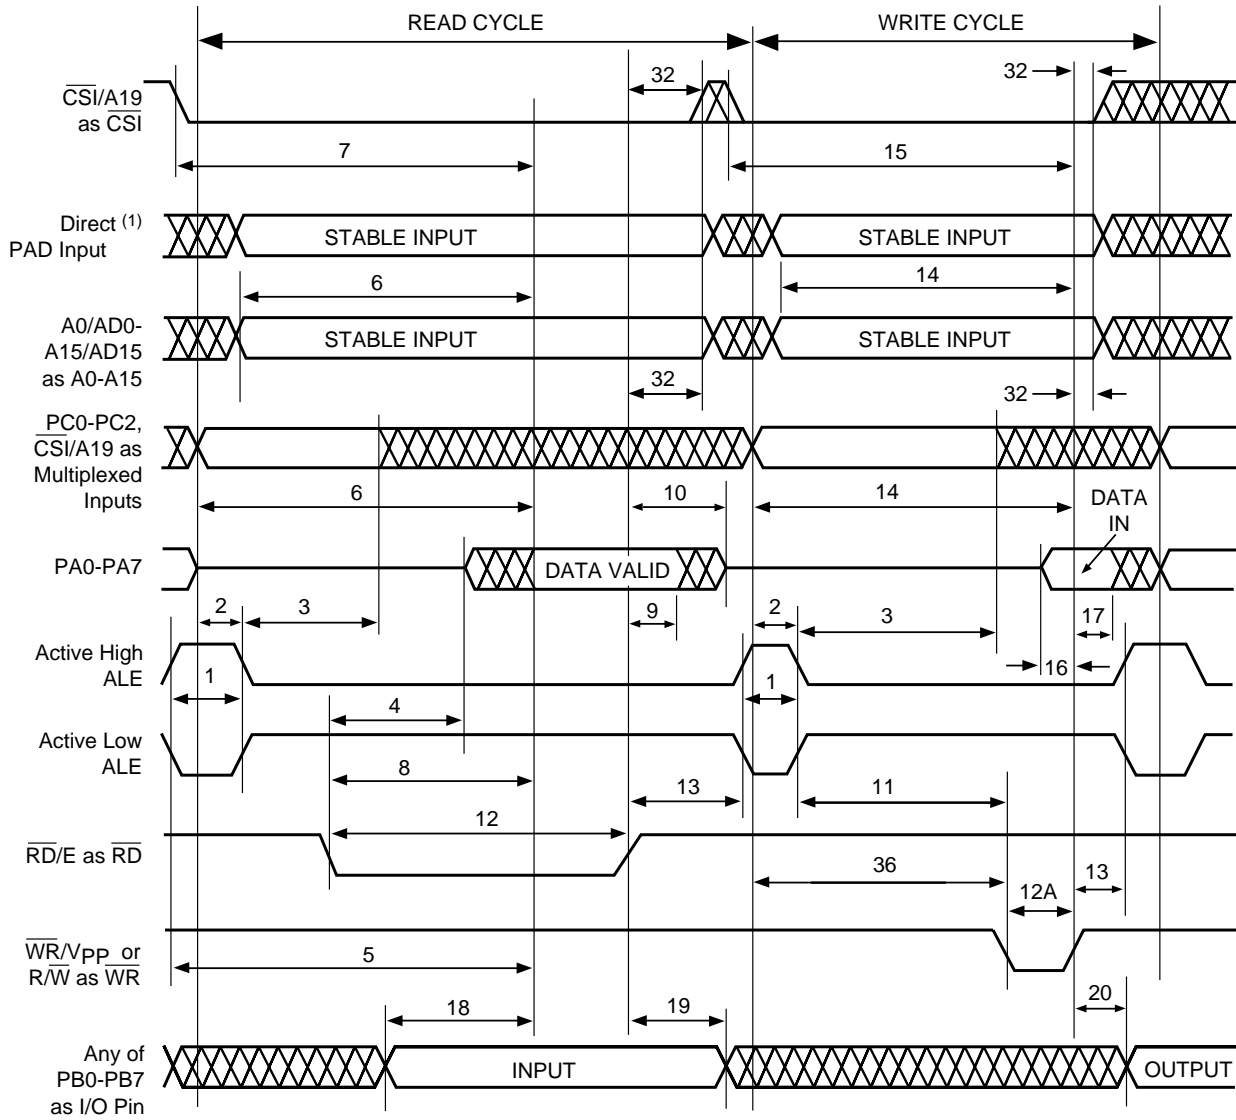 READ CYCLE
WRITE CYCLE
32
32
CSI/A19
as CSI
7
15
Direct (1)
PAD Input
STABLE INPUT
STABLE INPUT
6
14
A0/AD0-
A15/AD15
as A0-A15
STABLE INPUT
STABLE INPUT
32
32
PC0-PC2,
CSI/A19 as
Multiplexed
Inputs
6
10
14
DATA
IN
PA0-PA7
DATA VALID
2
3
9
2
3
17
Active High
ALE
1
1
16
4
Active Low
ALE
8
13
11
12
RD/E as RD
36
12A
13
WR/VPP or
R/W as WR
5
18
19
20
Any of
PB0-PB7
as I/O Pin
INPUT
OUTPUT